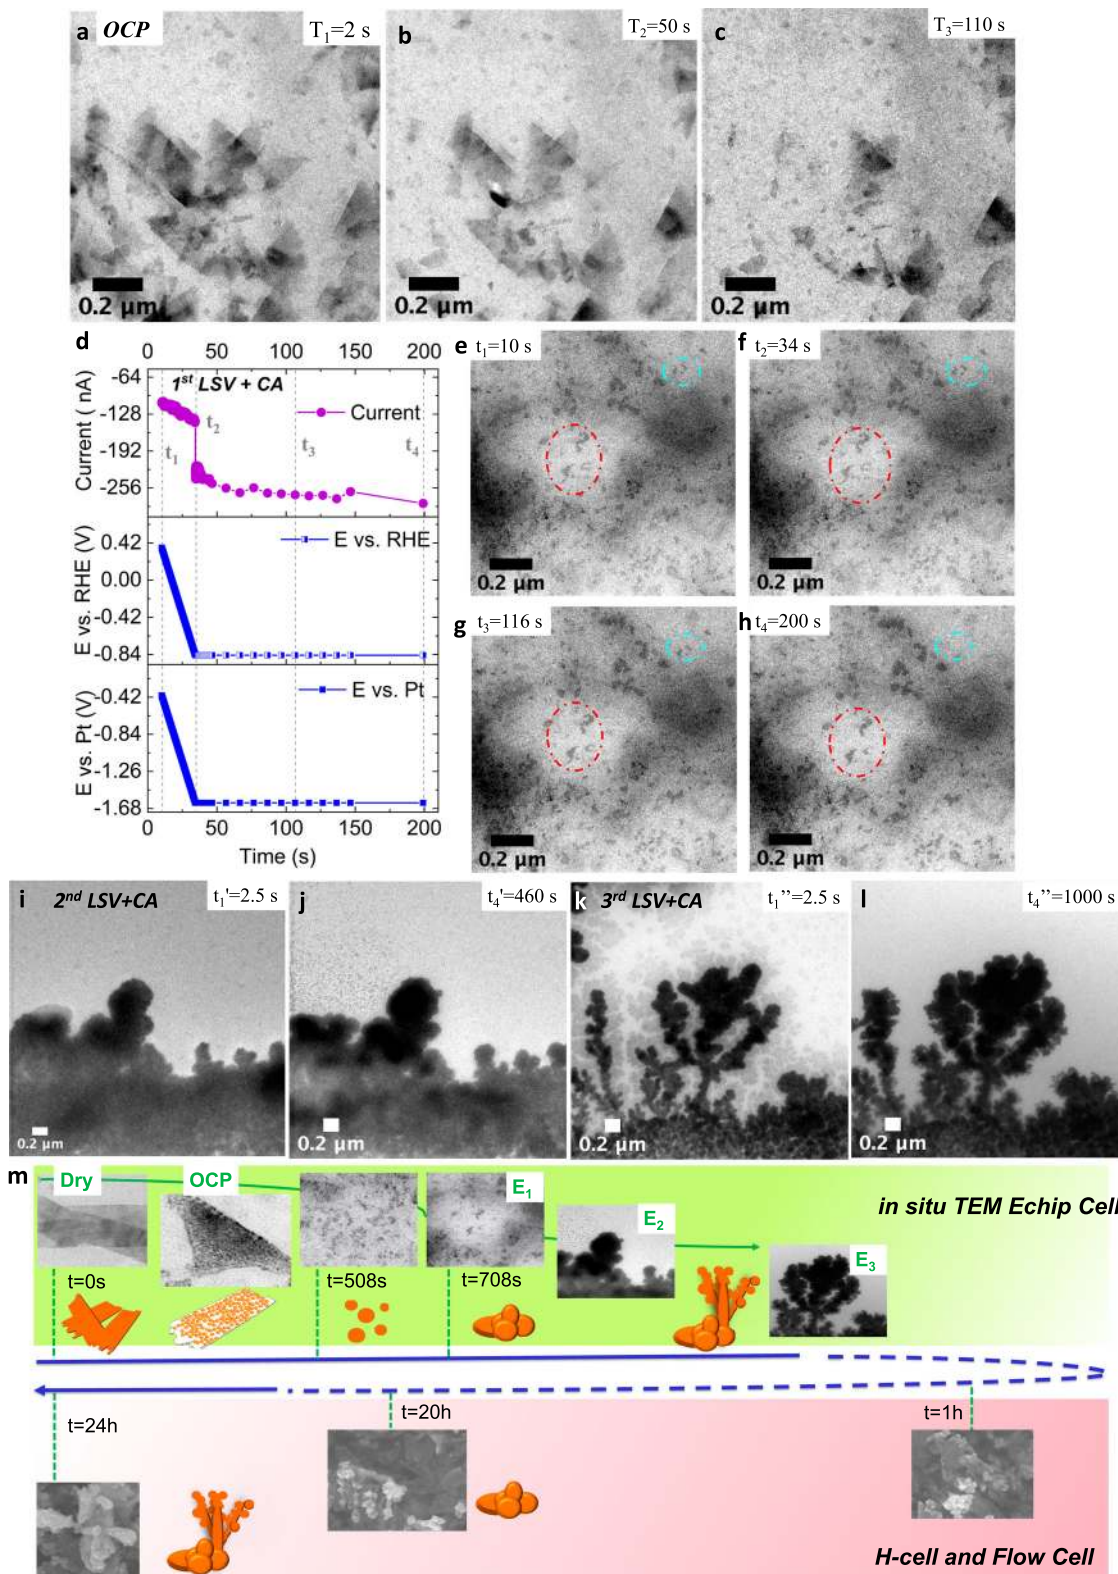 a OCP T1=2 s
b T2=50 s
c T3=110 s
0.2 µm
0.2 µm
0.2 µm
d
0 50 100 150 200
1st LSV + CA
Current ( nA)
-64
-128
-192
-256
Current
t1
t2
t3
t4
E vs. RHE (V)
0.42
0.00
-0.42
-0.84
E vs. RHE
E vs. Pt (V)
-0.42
-0.84
-1.26
-1.68
E vs. Pt
0 50 100 150 200
Time (s)
e t1=10 s
0.2 µm
f t2=34 s
0.2 µm
g t3=116 s
0.2 µm
h t4=200 s
0.2 µm
i 2nd LSV+CA t1'=2.5 s
0.2 µm
j t4'=460 s
0.2 µm
k 3rd LSV+CA t1''=2.5 s
0.2 µm
l t4''=1000 s
0.2 µm
m
Dry
OCP
E1
E2
E3
in situ TEM Echip Cell
t=0s
t=508s
t=708s
t=24h
t=20h
t=1h
H-cell and Flow Cell